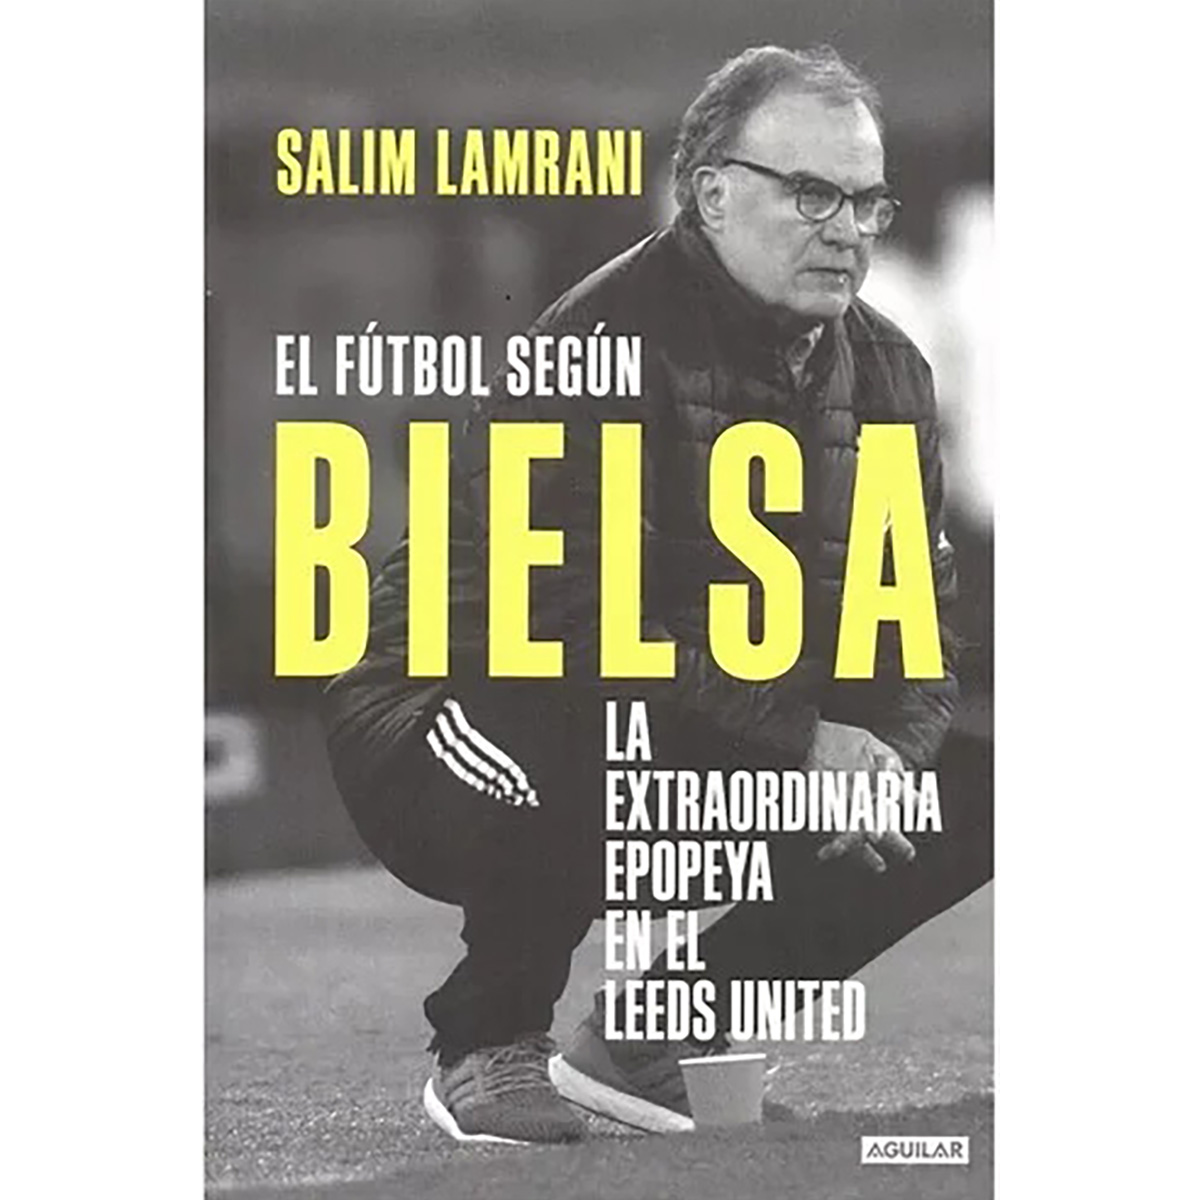 SALIM LAMRANI
EL FÚTBOL SEGÚN
BIELSA
LA
EXTRAORDINARIA
EPOPEYA
EN EL
LEEDS UNITED
AGUILAR